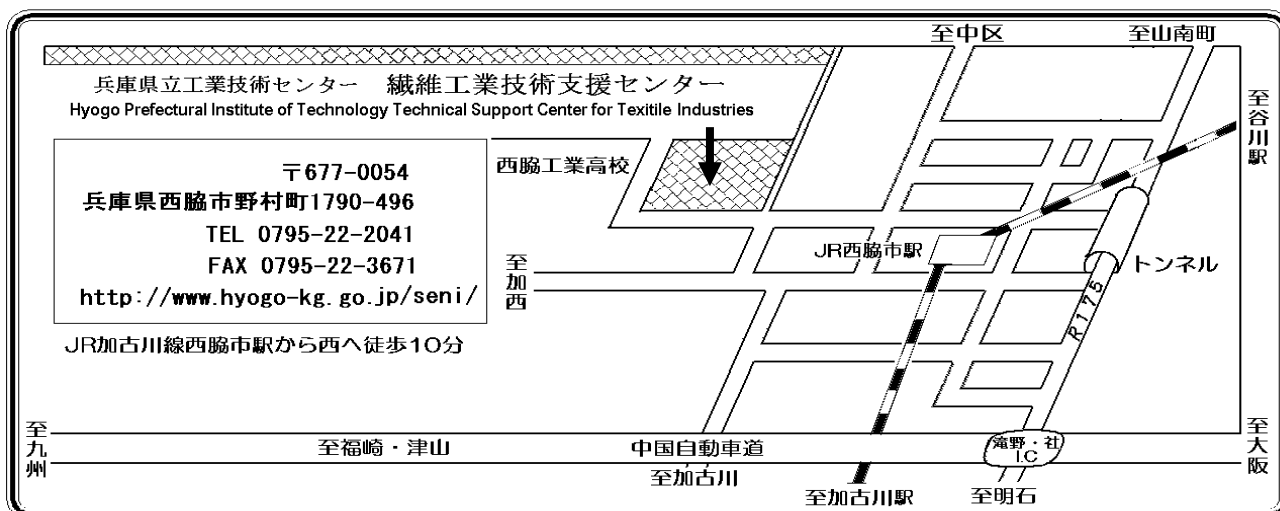 至中区
至山南町
兵庫県立工業技術センター　繊維工業技術支援センター
Hyogo Prefectural Institute of Technology Technical Support Center for Texitile Industries
至谷川駅
〒677-0054
兵庫県西脇市野村町1790-496
TEL 0795-22-2041
FAX 0795-22-3671
http://www.hyogo-kg.go.jp/seni/
西脇工業高校
JR西脇市駅
トンネル
至加西
R175
JR加古川線西脇市駅から西へ徒歩10分
至九州
至福崎・津山
中国自動車道
滝野・社
I.C
至大阪
至加古川
至加古川駅
至明石